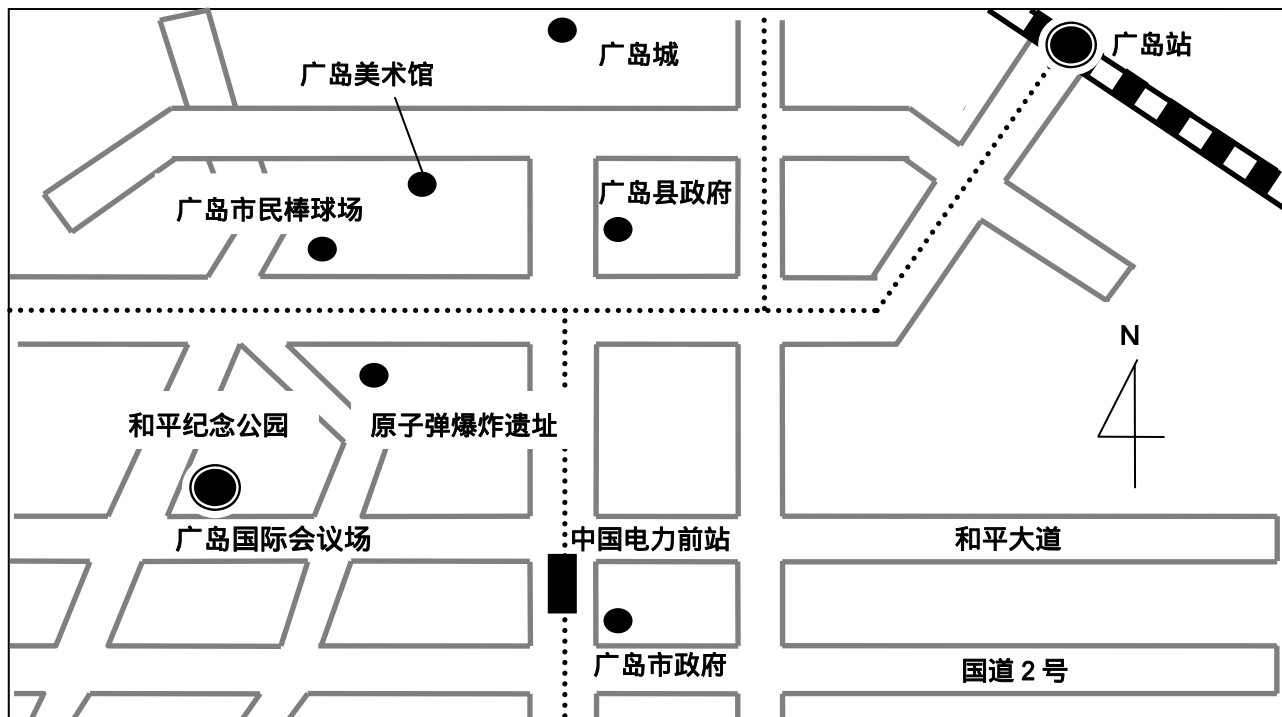 广岛城
广岛站
广岛美术馆
广岛县政府
广岛市民棒球场
N
和平纪念公园
原子弹爆炸遗址
广岛国际会议场
中国电力前站
和平大道
广岛市政府
国道 2 号